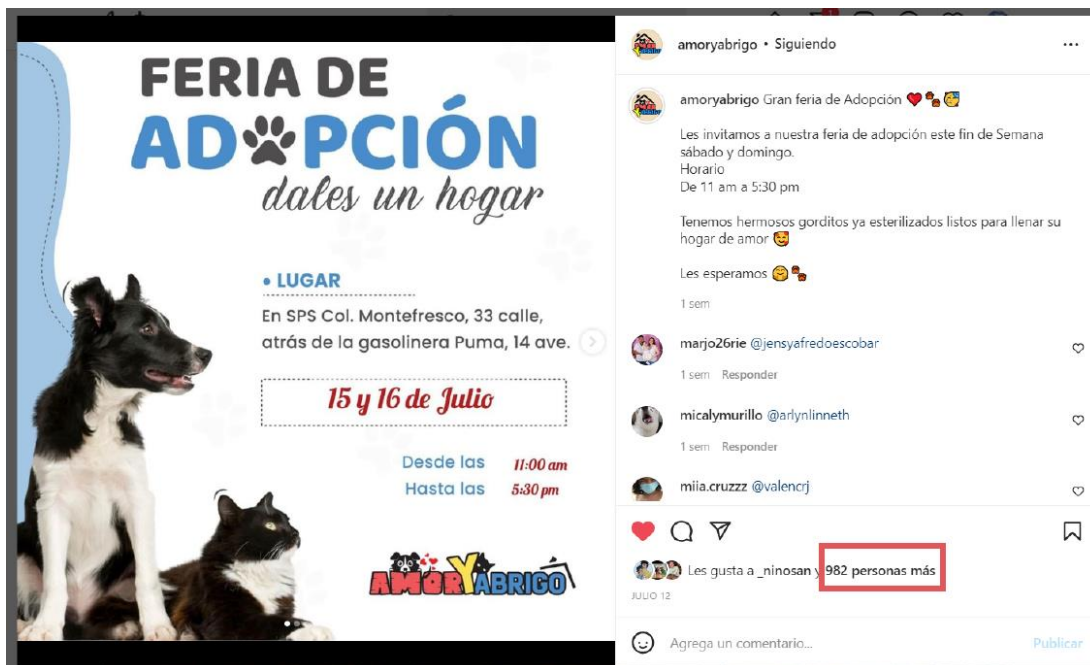 FERIA DE
ADOPCIÓN
dales un hogar
• LUGAR
En SPS Col. Montefresco, 33 calle,
atrás de la gasolinera Puma, 14 ave.
15 y 16 de Julio
Desde las 11:00 am
Hasta las 5:30 pm
AMOR Y ABRIGO
amoryabrigo • Siguiendo
amoryabrigo Gran feria de Adopción
Les invitamos a nuestra feria de adopción este fin de Semana
sábado y domingo.
Horario
De 11 am a 5:30 pm
Tenemos hermosos gorditos ya esterilizados listos para llenar su
hogar de amor
Les esperamos
1 sem
marjo26rie @jensyafredoescobar
1 sem Responder
micalymurillo @arlynlinneth
1 sem Responder
miia.cruzzz @valencrj
Les gusta a _ninosan y 982 personas más
JULIO 12
Agrega un comentario... Publicar